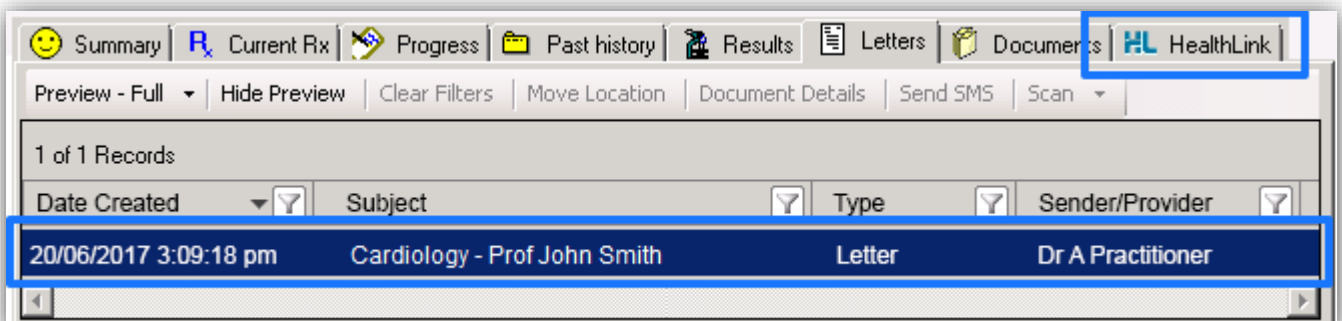 Summary Rx Current Rx Progress Past history Results Letters Documents HL HealthLink
Preview - Full Hide Preview Clear Filters Move Location Document Details Send SMS Scan
1 of 1 Records
Date Created Subject Type Sender/Provider
20/06/2017 3:09:18 pm Cardiology - Prof John Smith Letter Dr A Practitioner